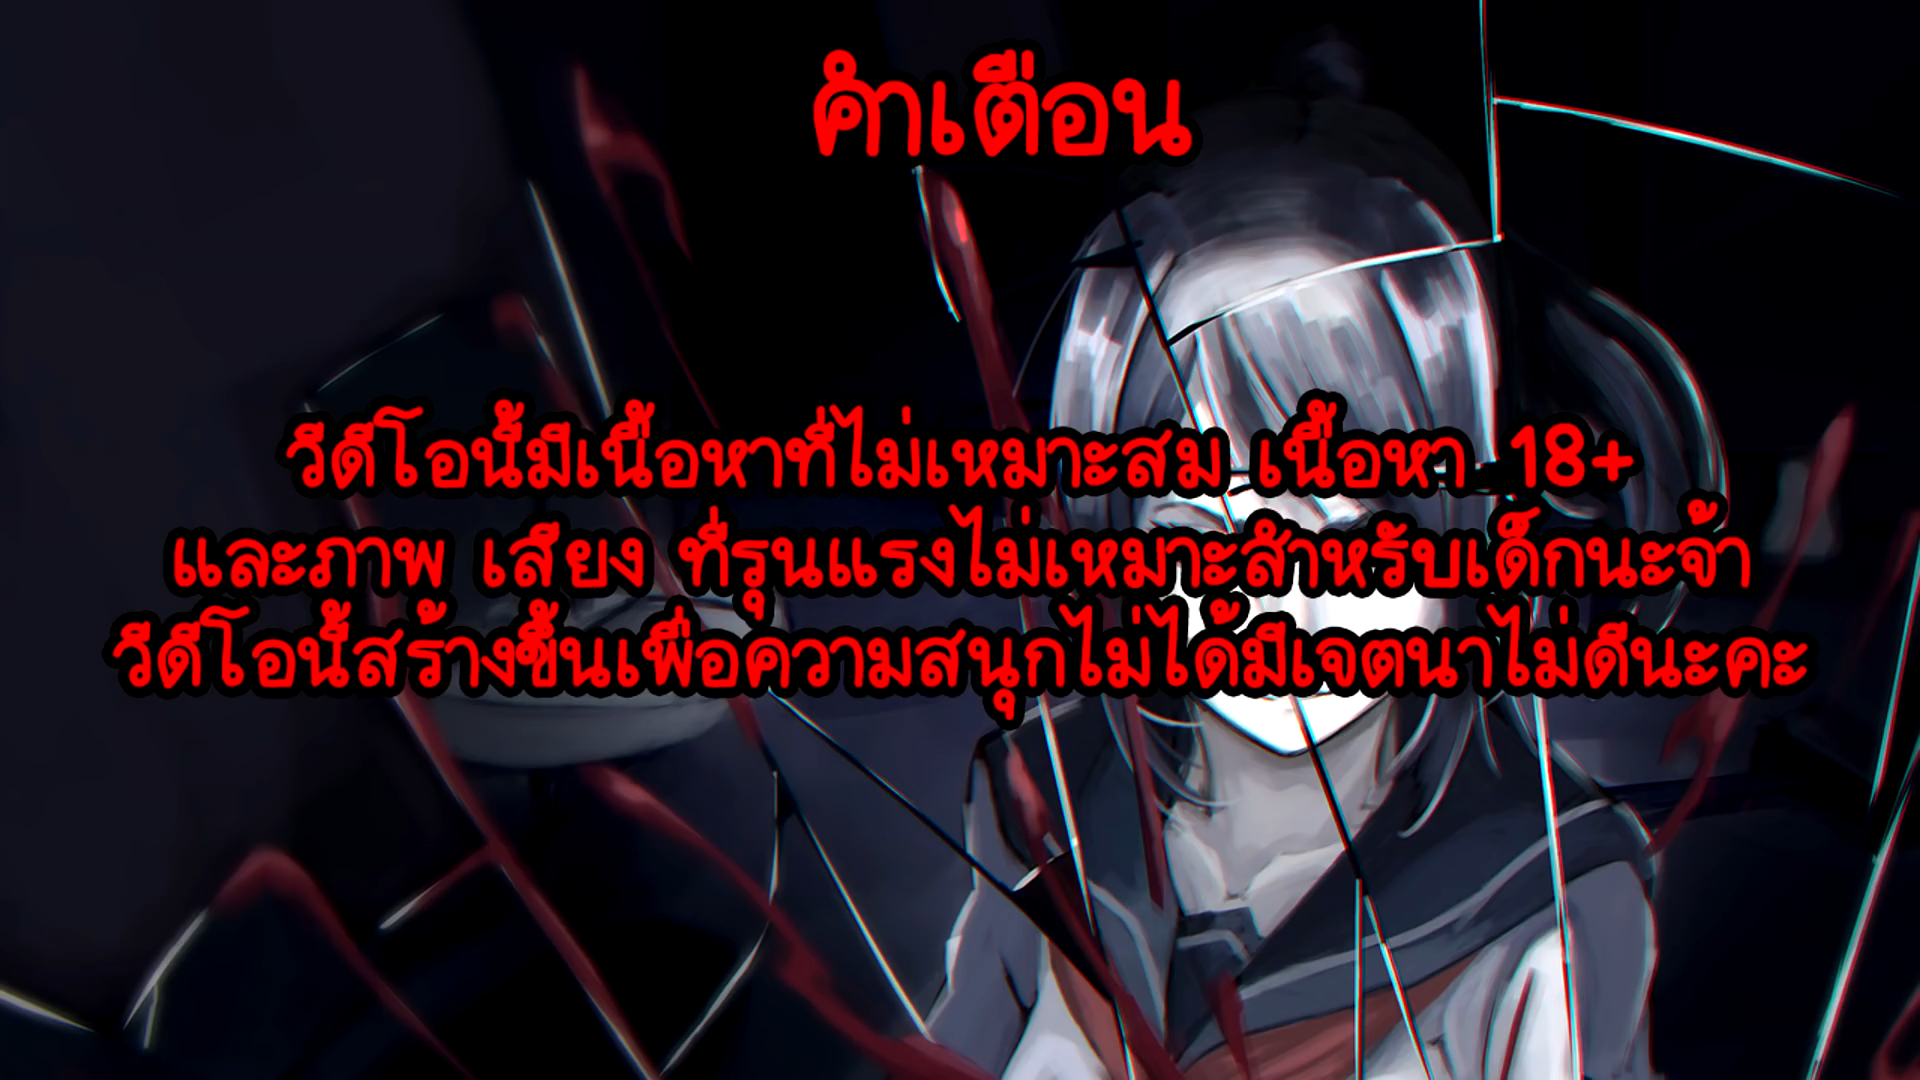 คำเตือน
วีดีโอนี้มีเนื้อหาที่ไม่เหมาะสม เนื้อหา 18+
และภาพ เสียง ที่รุนแรงไม่เหมาะสำหรับเด็กนะจ้า
วีดีโอนี้สร้างขึ้นเพื่อความสนุกไม่ได้มีเจตนาไม่ดีนะคะ